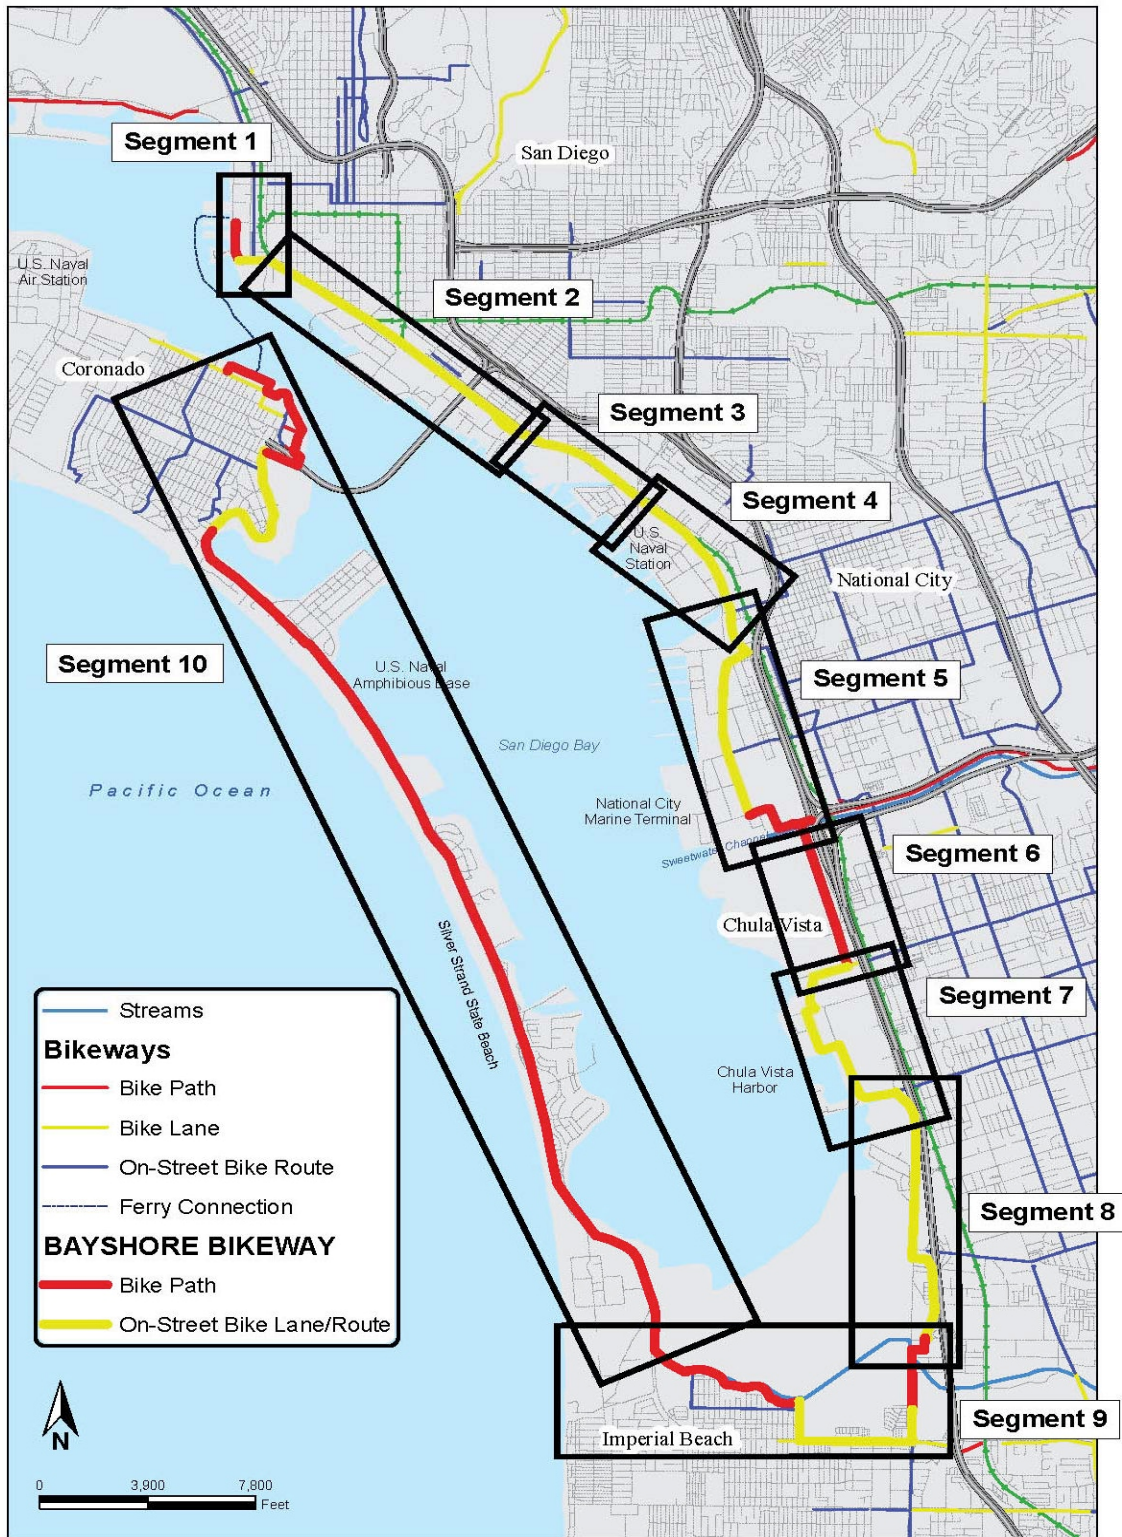 Segment 1
San Diego
U.S. Naval
Air Station
Segment 2
Coronado
Segment 3
Segment 4
U.S.
Naval
Station
National City
Segment 10
U.S. Naval
Amphibious Base
Segment 5
San Diego Bay
Pacific Ocean
National City
Marine Terminal
Sweetwater Channel
Segment 6
Chula Vista
Silver Strand State Beach
Segment 7
Chula Vista
Harbor
Streams
Bikeways
Bike Path
Bike Lane
On-Street Bike Route
Ferry Connection
BAYSHORE BIKEWAY
Bike Path
On-Street Bike Lane/Route
Segment 8
Segment 9
Imperial Beach
N
0 3,900 7,800
Feet